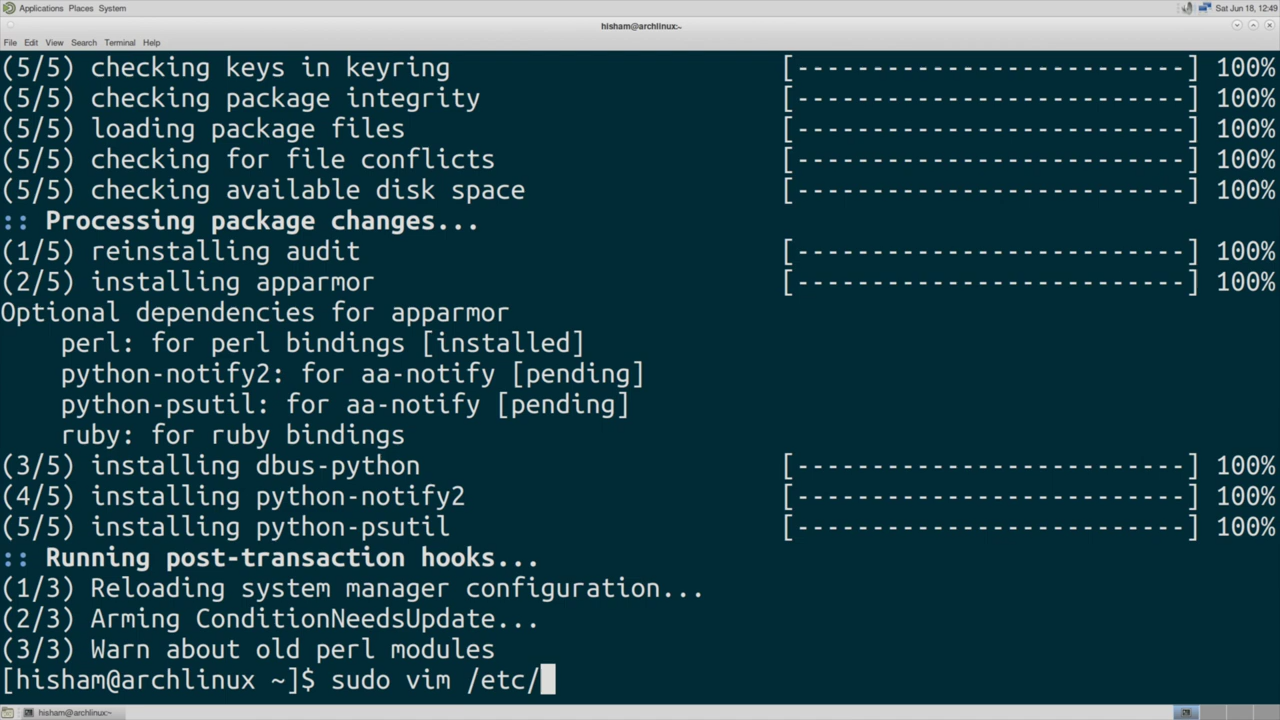 Applications Places System Sat Jun 18, 12:49
hisham@archlinux:~
File Edit View Search Terminal Help
(5/5) checking keys in keyring [--------------------------] 100%
(5/5) checking package integrity [--------------------------] 100%
(5/5) loading package files [--------------------------] 100%
(5/5) checking for file conflicts [--------------------------] 100%
(5/5) checking available disk space [--------------------------] 100%
:: Processing package changes...
(1/5) reinstalling audit [--------------------------] 100%
(2/5) installing apparmor [--------------------------] 100%
Optional dependencies for apparmor
perl: for perl bindings [installed]
python-notify2: for aa-notify [pending]
python-psutil: for aa-notify [pending]
ruby: for ruby bindings
(3/5) installing dbus-python [--------------------------] 100%
(4/5) installing python-notify2 [--------------------------] 100%
(5/5) installing python-psutil [--------------------------] 100%
:: Running post-transaction hooks...
(1/3) Reloading system manager configuration...
(2/3) Arming ConditionNeedsUpdate...
(3/3) Warn about old perl modules
[hisham@archlinux ~]$ sudo vim /etc/
hisham@archlinux:~